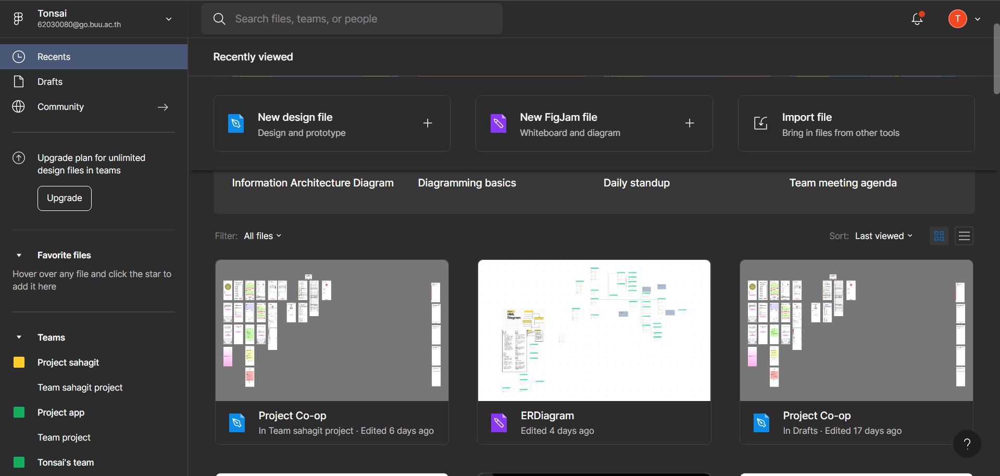 Tonsai
62030080@go.buu.ac.th
Search files, teams, or people
T
Recents
Drafts
Community
Upgrade plan for unlimited
design files in teams
Upgrade
Favorite files
Hover over any file and click the star to
add it here
Teams
Project sahagit
Team sahagit project
Project app
Team project
Tonsai's team
Recently viewed
New design file
Design and prototype
New FigJam file
Whiteboard and diagram
Import file
Bring in files from other tools
Information Architecture Diagram
Diagramming basics
Daily standup
Team meeting agenda
Filter: All files
Sort: Last viewed
UML
Diagram
Project Co-op
In Team sahagit project · Edited 6 days ago
ERDiagram
Edited 4 days ago
Project Co-op
In Drafts · Edited 17 days ago
?